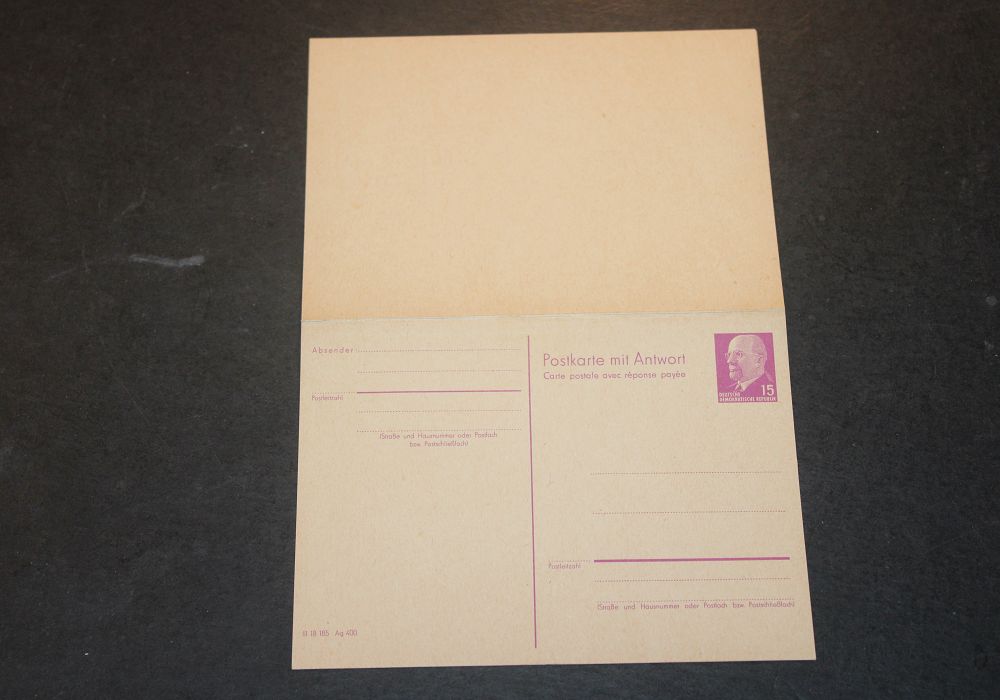 Absender
Postleitzahl
(Straße und Hausnummer oder Postfach
bzw. Postschließfach)
III 18 185 Ag 400
Postkarte mit Antwort
Carte postale avec réponse payée
15
DEUTSCHE
DEMOKRATISCHE REPUBLIK
Postleitzahl
(Straße und Hausnummer oder Postfach bzw. Postschließfach)